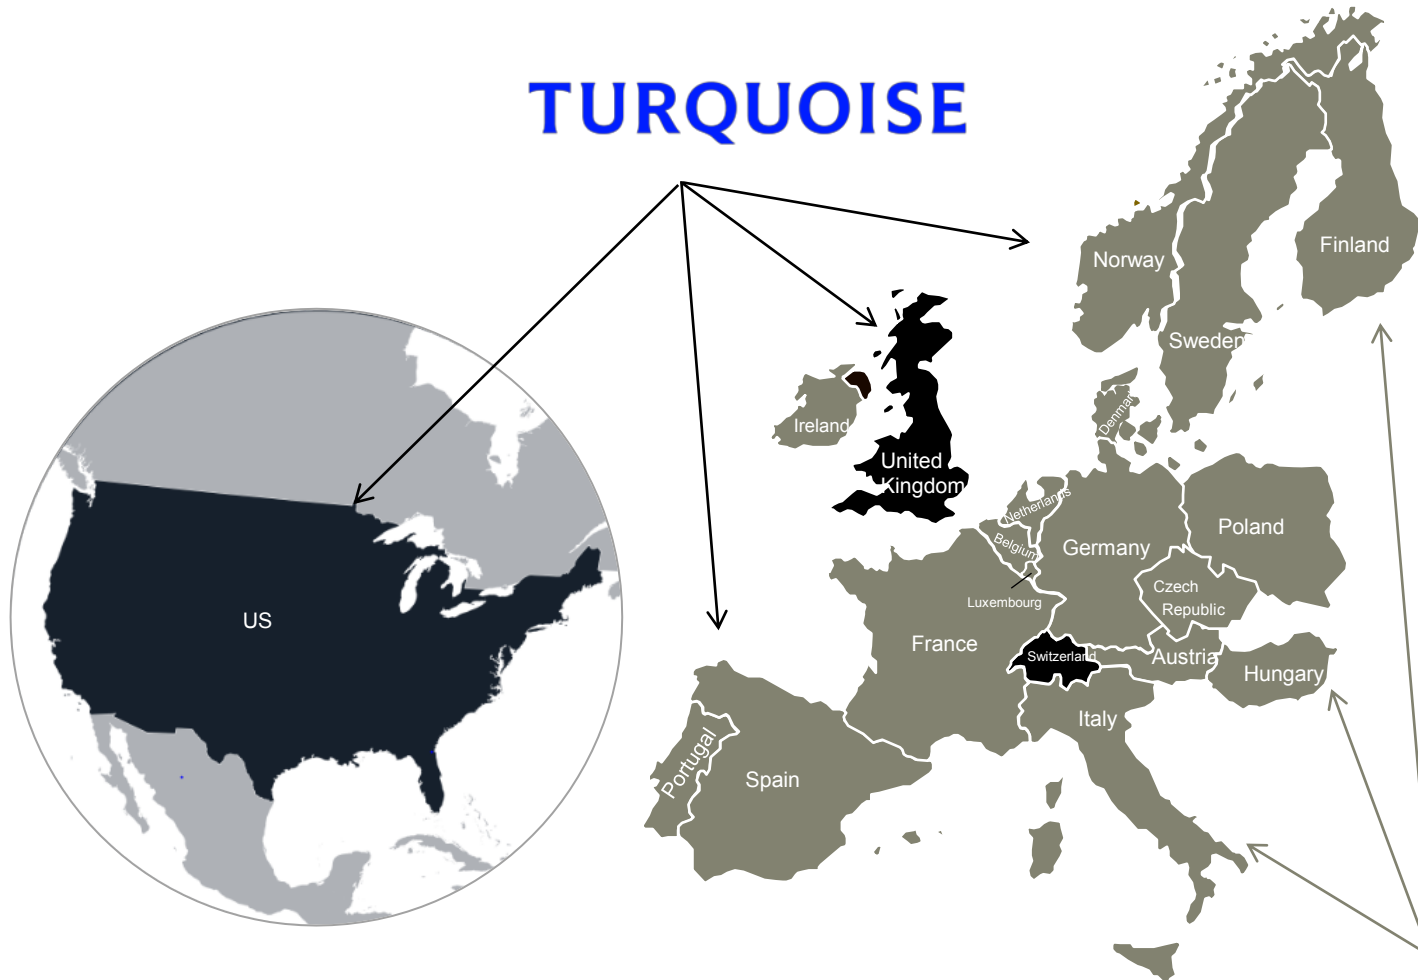 TURQUOISE
Norway
Finland
Sweden
Denmar
Ireland
United
Kingdom
Netherlands
Belgium
Germany
Poland
Czech
Republic
Luxembourg
US
France
Switzerland
Austria
Hungary
Italy
Portugal
Spain